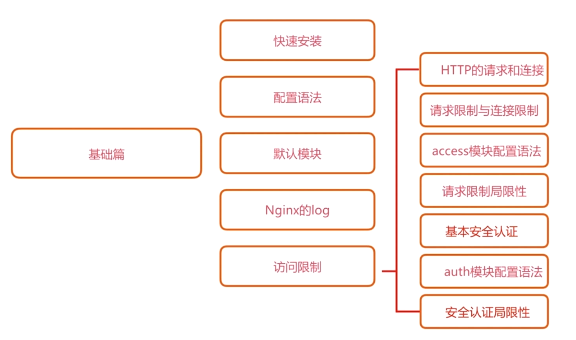 基础篇
快速安装
配置语法
默认模块
Nginx的log
访问限制
HTTP的请求和连接
请求限制与连接限制
access模块配置语法
请求限制局限性
基本安全认证
auth模块配置语法
安全认证局限性